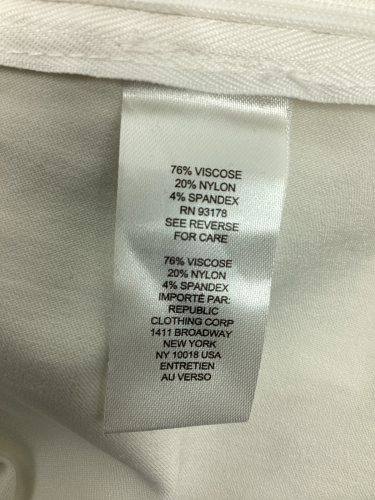 76% VISCOSE
20% NYLON
4% SPANDEX
RN 93178
SEE REVERSE
FOR CARE
76% VISCOSE
20% NYLON
4% SPANDEX
IMPORTÉ PAR:
REPUBLIC
CLOTHING CORP
1411 BROADWAY
NEW YORK
NY 10018 USA
ENTRETIEN
AU VERSO